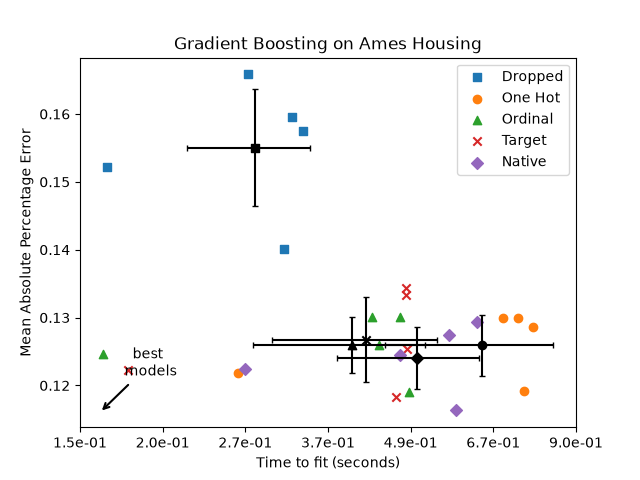 Gradient Boosting on Ames Housing
Mean Absolute Percentage Error
0.16
0.15
0.14
0.13
0.12
Dropped
One Hot
Ordinal
Target
Native
best
models
1.5e-01 2.0e-01 2.7e-01 3.7e-01 4.9e-01 6.7e-01 9.0e-01
Time to fit (seconds)